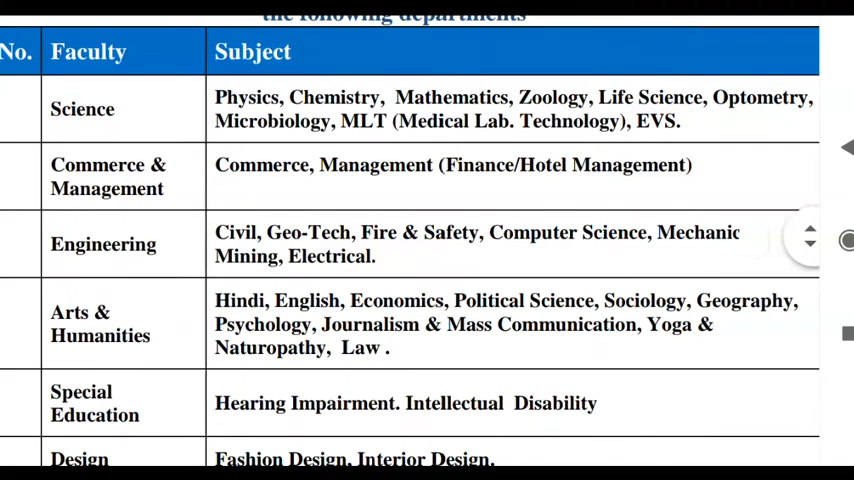 the following departments
No. Faculty Subject
Science
Physics, Chemistry, Mathematics, Zoology, Life Science, Optometry,
Microbiology, MLT (Medical Lab. Technology), EVS.
Commerce &
Management
Commerce, Management (Finance/Hotel Management)
Engineering
Civil, Geo-Tech, Fire & Safety, Computer Science, Mechanic
Mining, Electrical.
Arts &
Humanities
Hindi, English, Economics, Political Science, Sociology, Geography,
Psychology, Journalism & Mass Communication, Yoga &
Naturopathy, Law .
Special
Education
Hearing Impairment. Intellectual Disability
Design
Fashion Design, Interior Design.